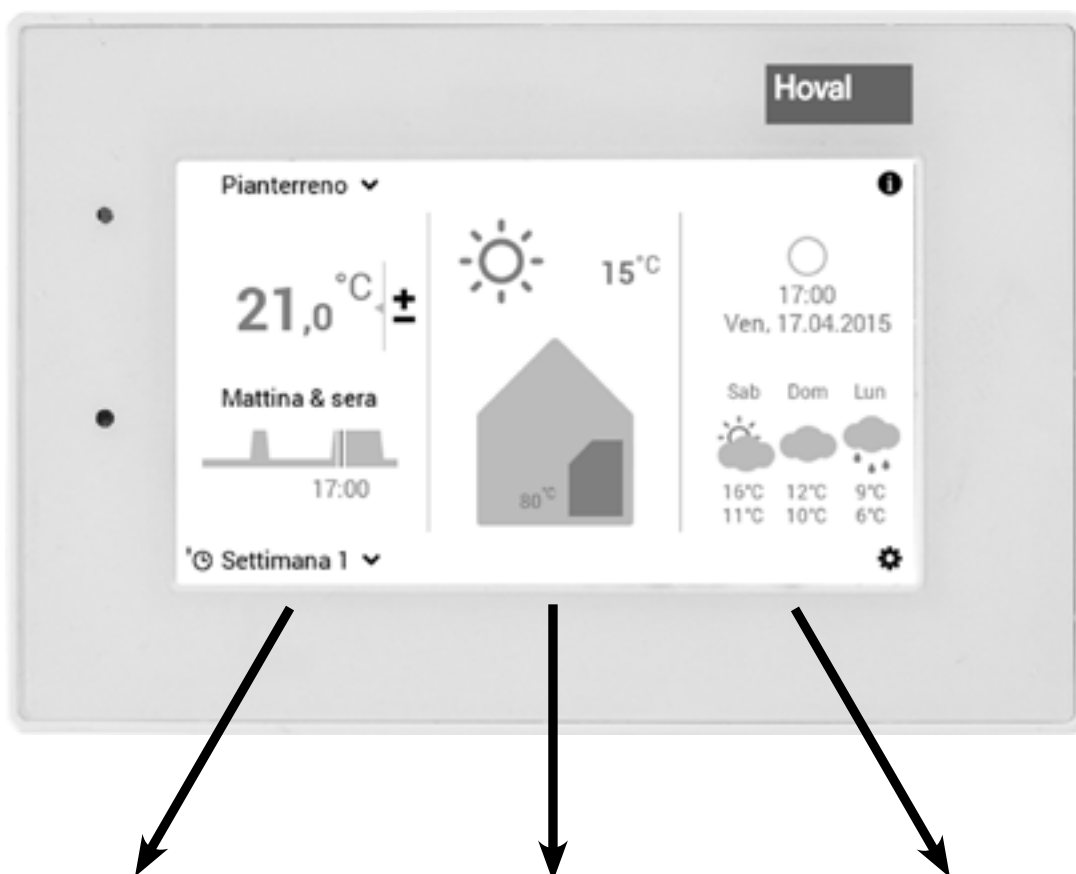 Hoval
Pianterreno
21,0 °C ±
Mattina & sera
17:00
Settimana 1
15°C
80°C
17:00
Ven, 17.04.2015
Sab Dom Lun
16°C 12°C 9°C
11°C 10°C 6°C